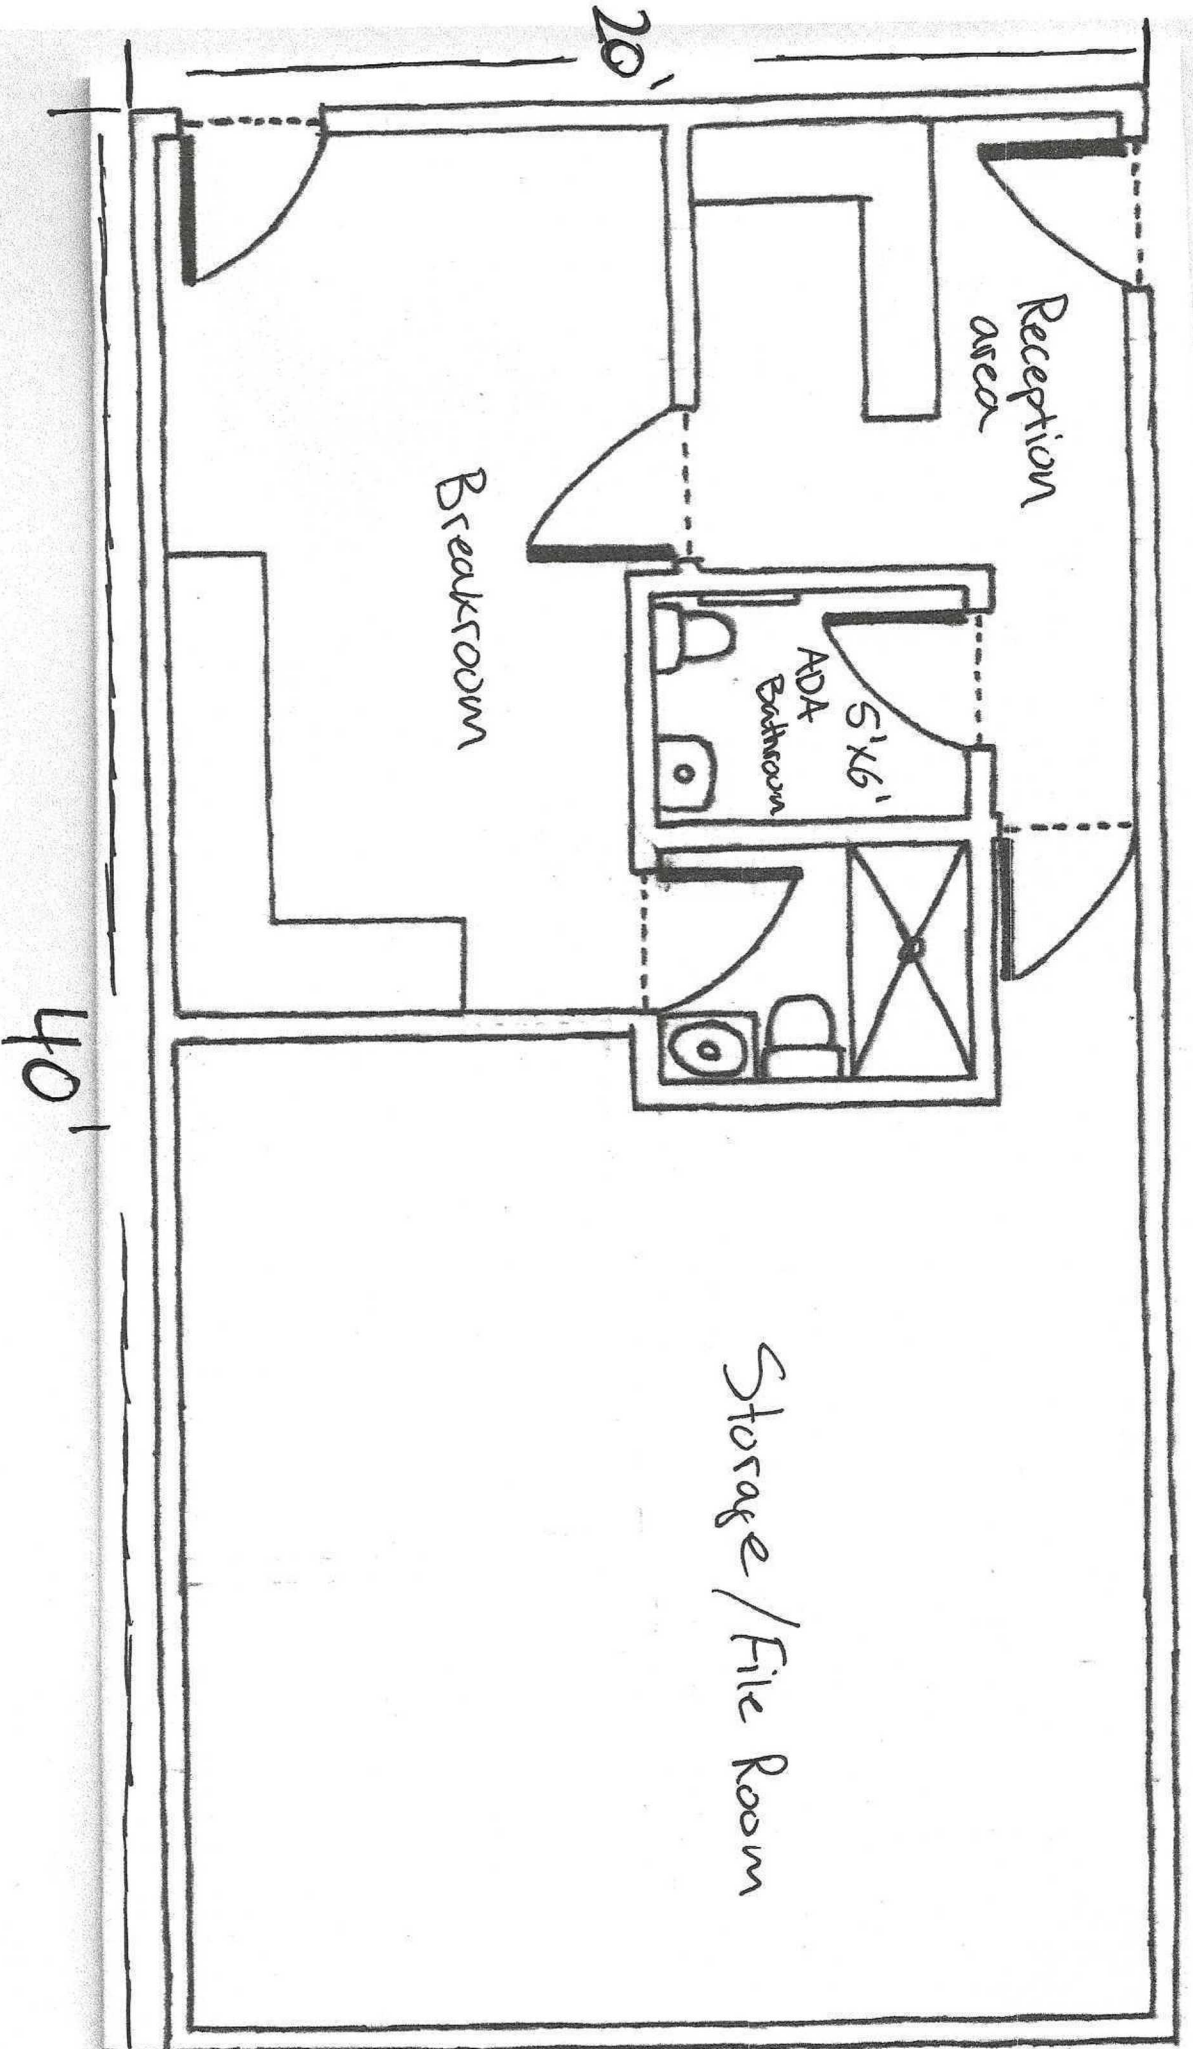 20'
Reception
area
Breakroom
5'x6'
ADA
Bathroom
40'
Storage/File Room